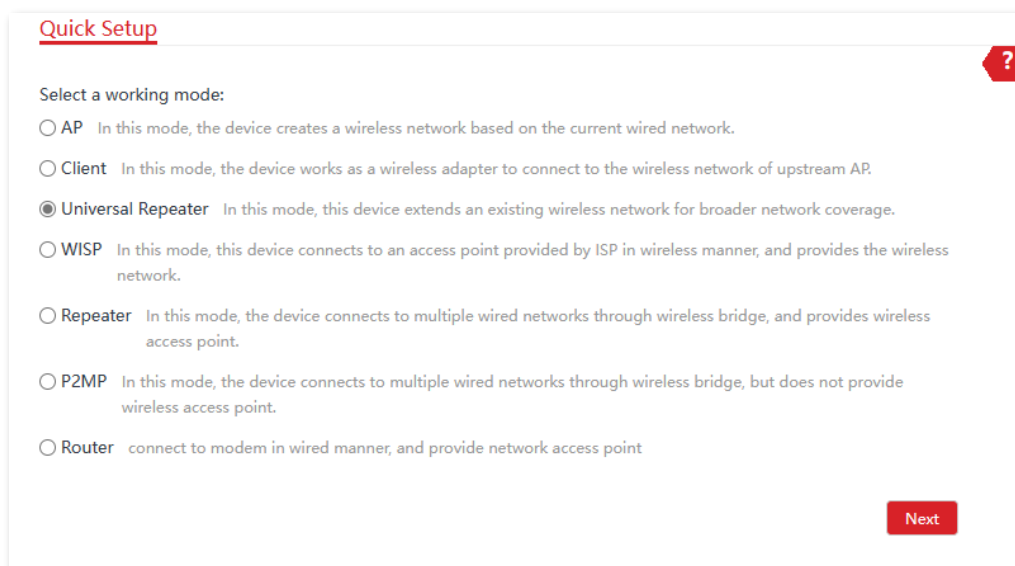 Quick Setup
?
Select a working mode:
AP In this mode, the device creates a wireless network based on the current wired network.
Client In this mode, the device works as a wireless adapter to connect to the wireless network of upstream AP.
Universal Repeater In this mode, this device extends an existing wireless network for broader network coverage.
WISP In this mode, this device connects to an access point provided by ISP in wireless manner, and provides the wireless
network.
Repeater In this mode, the device connects to multiple wired networks through wireless bridge, and provides wireless
access point.
P2MP In this mode, the device connects to multiple wired networks through wireless bridge, but does not provide
wireless access point.
Router connect to modem in wired manner, and provide network access point
Next